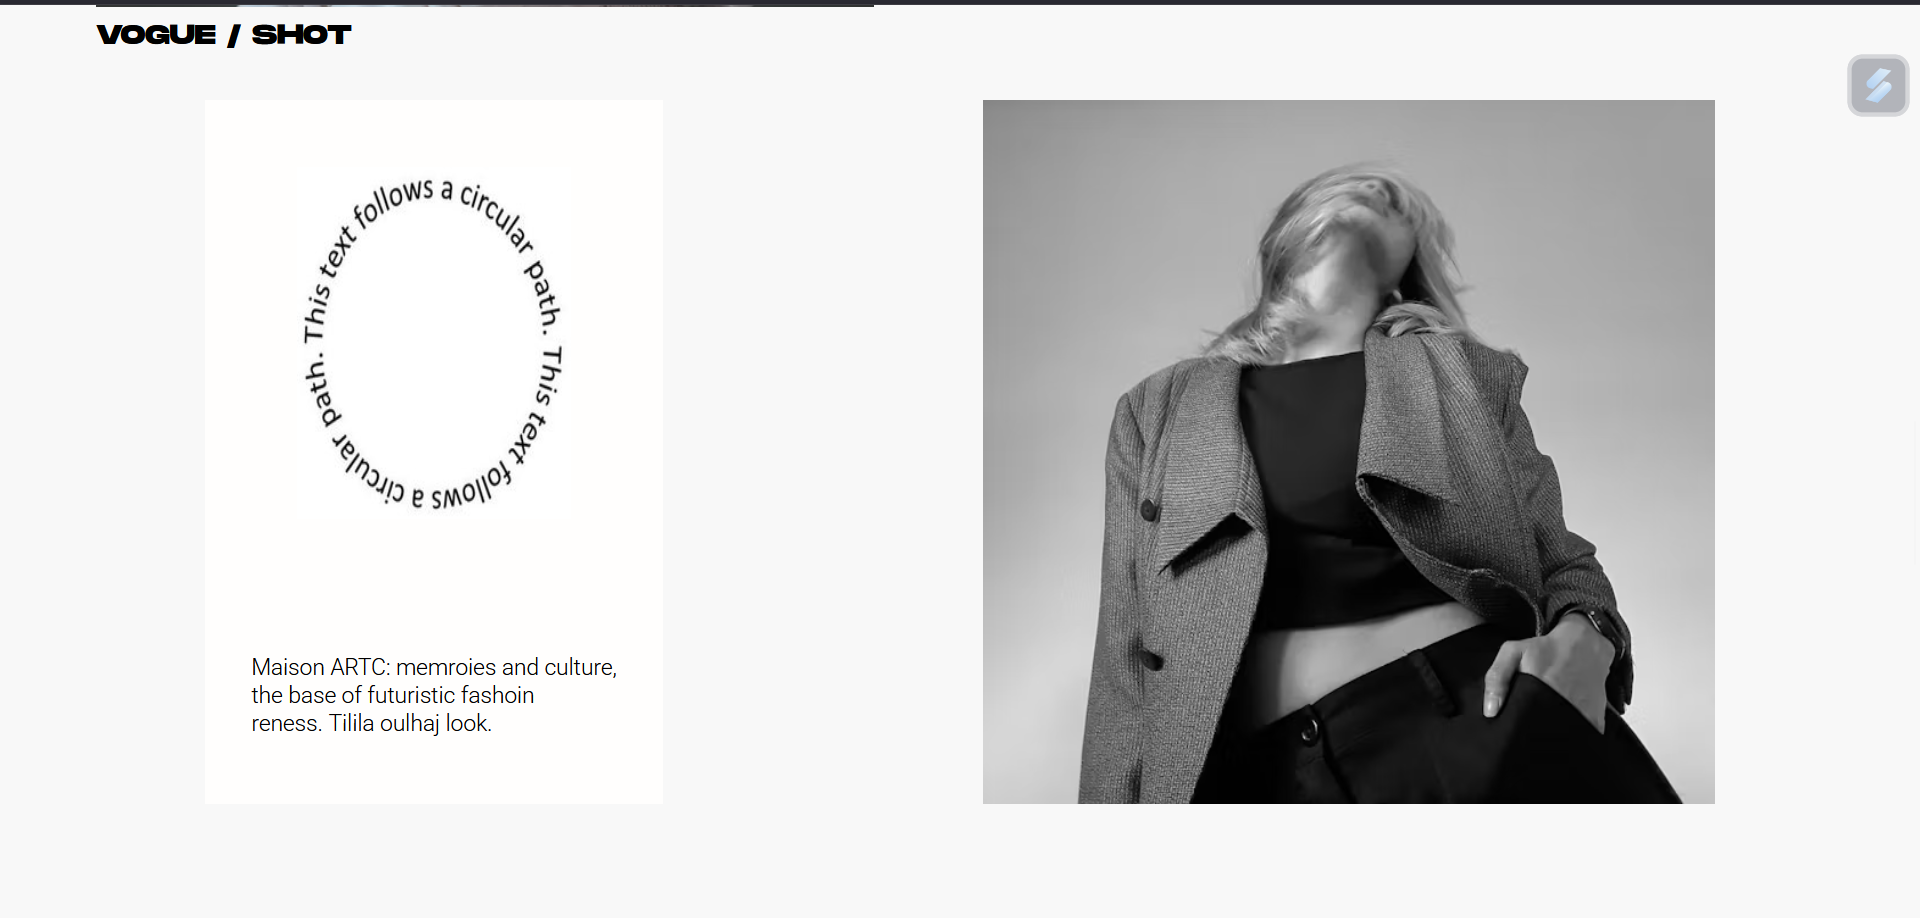 VOGUE / SHOT
This text follows a circular path. This text follows a circular path.
Maison ARTC: memroies and culture,
the base of futuristic fashoin
reness. Tilila oulhaj look.